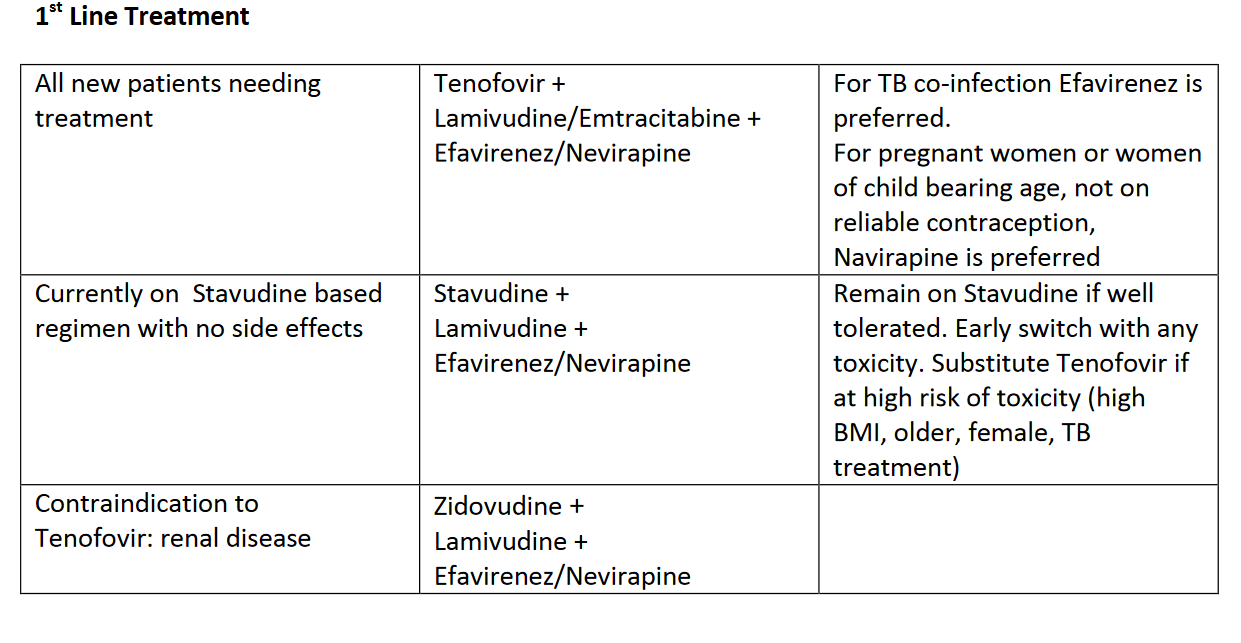 1st Line Treatment
All new patients needing
treatment
Tenofovir +
Lamivudine/Emtracitabine +
Efavirenez/Nevirapine
For TB co-infection Efavirenez is
preferred.
For pregnant women or women
of child bearing age, not on
reliable contraception,
Navirapine is preferred
Currently on  Stavudine based
regimen with no side effects
Stavudine +
Lamivudine +
Efavirenez/Nevirapine
Remain on Stavudine if well
tolerated. Early switch with any
toxicity. Substitute Tenofovir if
at high risk of toxicity (high
BMI, older, female, TB
treatment)
Contraindication to
Tenofovir: renal disease
Zidovudine +
Lamivudine +
Efavirenez/Nevirapine